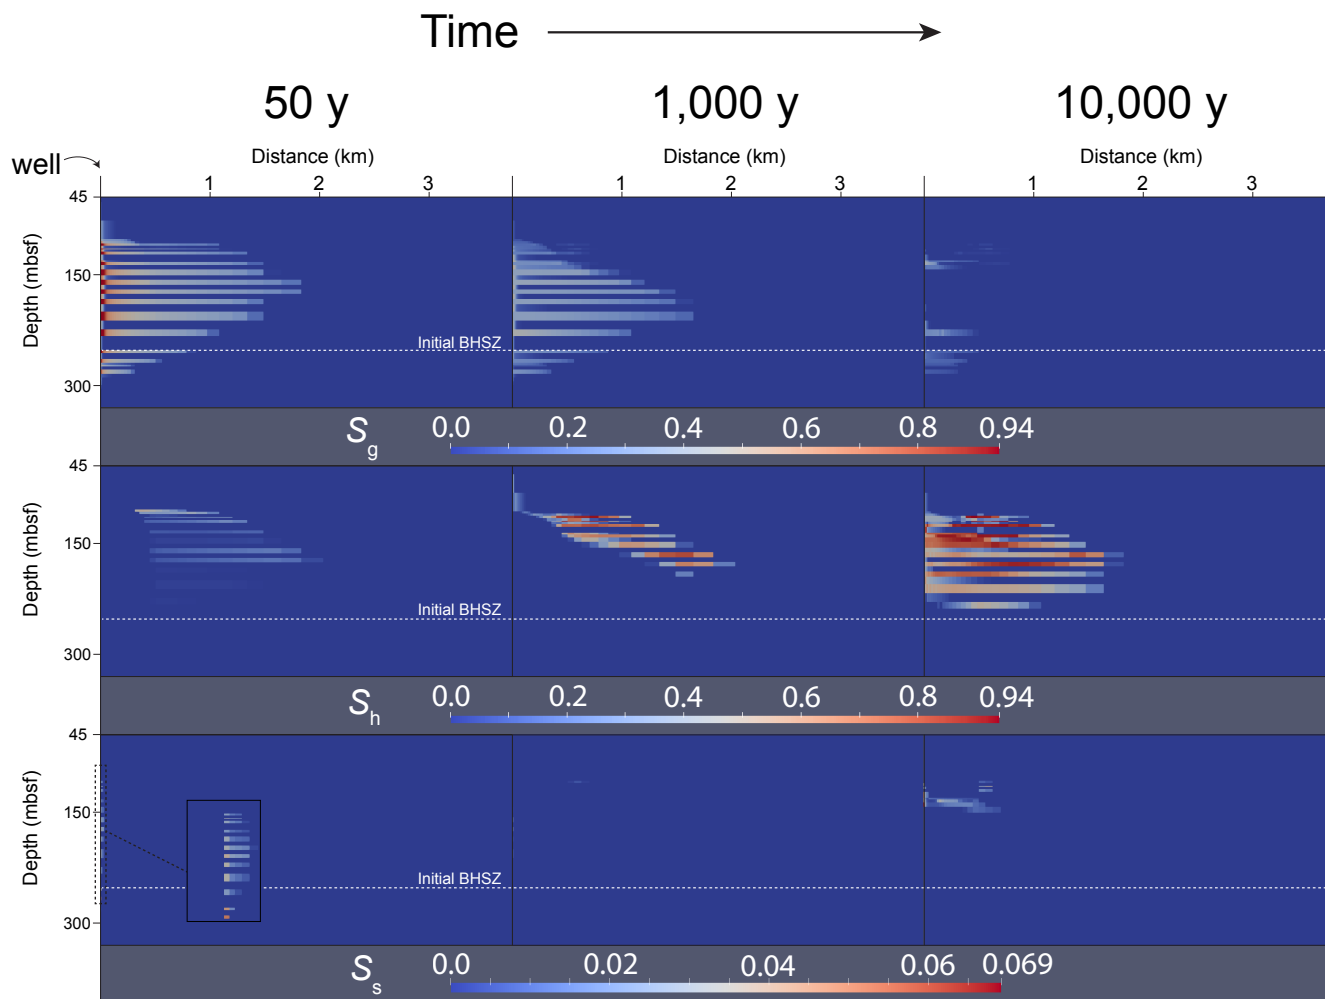 Time
50 y 1,000 y 10,000 y
well
Distance (km) Distance (km) Distance (km)
1 2 3 1 2 3 1 2 3
45
150
300
Depth (mbsf)
Initial BHSZ
Sg 0.0 0.2 0.4 0.6 0.8 0.94
45
150
300
Depth (mbsf)
Initial BHSZ
Sh 0.0 0.2 0.4 0.6 0.8 0.94
45
150
300
Depth (mbsf)
Initial BHSZ
Ss 0.0 0.02 0.04 0.06 0.069